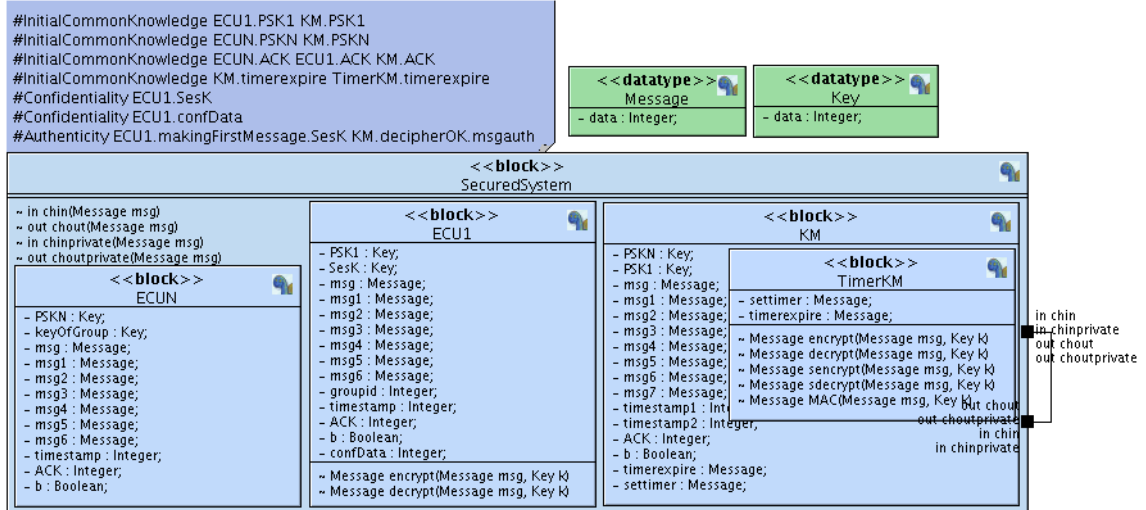 #InitialCommonKnowledge ECU1.PSK1 KM.PSK1
#InitialCommonKnowledge ECUN.PSKN KM.PSKN
#InitialCommonKnowledge ECUN.ACK ECU1.ACK KM.ACK
#InitialCommonKnowledge KM.timerexpire TimerKM.timerexpire
#Confidentiality ECU1.SesK
#Confidentiality ECU1.confData
#Authenticity ECU1.makingFirstMessage.SesK KM.decipherOK.msgauth
<<datatype>>
Message
- data : Integer;
<<datatype>>
Key
- data : Integer;
<<block>>
SecuredSystem
~ in chin(Message msg)
~ out chout(Message msg)
~ in chinprivate(Message msg)
~ out choutprivate(Message msg)
<<block>>
ECUN
- PSKN : Key;
- keyOfGroup : Key;
- msg : Message;
- msg1 : Message;
- msg2 : Message;
- msg3 : Message;
- msg4 : Message;
- msg5 : Message;
- msg6 : Message;
- timestamp : Integer;
- ACK : Integer;
- b : Boolean;
<<block>>
ECU1
- PSK1 : Key;
- SesK : Key;
- msg : Message;
- msg1 : Message;
- msg2 : Message;
- msg3 : Message;
- msg4 : Message;
- msg5 : Message;
- msg6 : Message;
- groupid : Integer;
- timestamp : Integer;
- ACK : Integer;
- b : Boolean;
- confData : Integer;
~ Message encrypt(Message msg, Key k)
~ Message decrypt(Message msg, Key k)
<<block>>
KM
- PSKN : Key;
- PSK1 : Key;
- msg : Message;
- msg1 : Message;
- msg2 : Message;
- msg3 : Message;
- msg4 : Message;
- msg5 : Message;
- msg6 : Message;
- msg7 : Message;
- timestamp1 : Inte
- timestamp2 : Integer;
- ACK : Integer;
- b : Boolean;
- timerexpire : Message;
- settimer : Message;
<<block>>
TimerKM
- settimer : Message;
- timerexpire : Message;
~ Message encrypt(Message msg, Key k)
~ Message decrypt(Message msg, Key k)
~ Message sencrypt(Message msg, Key k)
~ Message sdecrypt(Message msg, Key k)
~ Message MAC(Message msg, Key k)
in chin
in chinprivate
out chout
out choutprivate
out chout
out choutprivate
in chin
in chinprivate